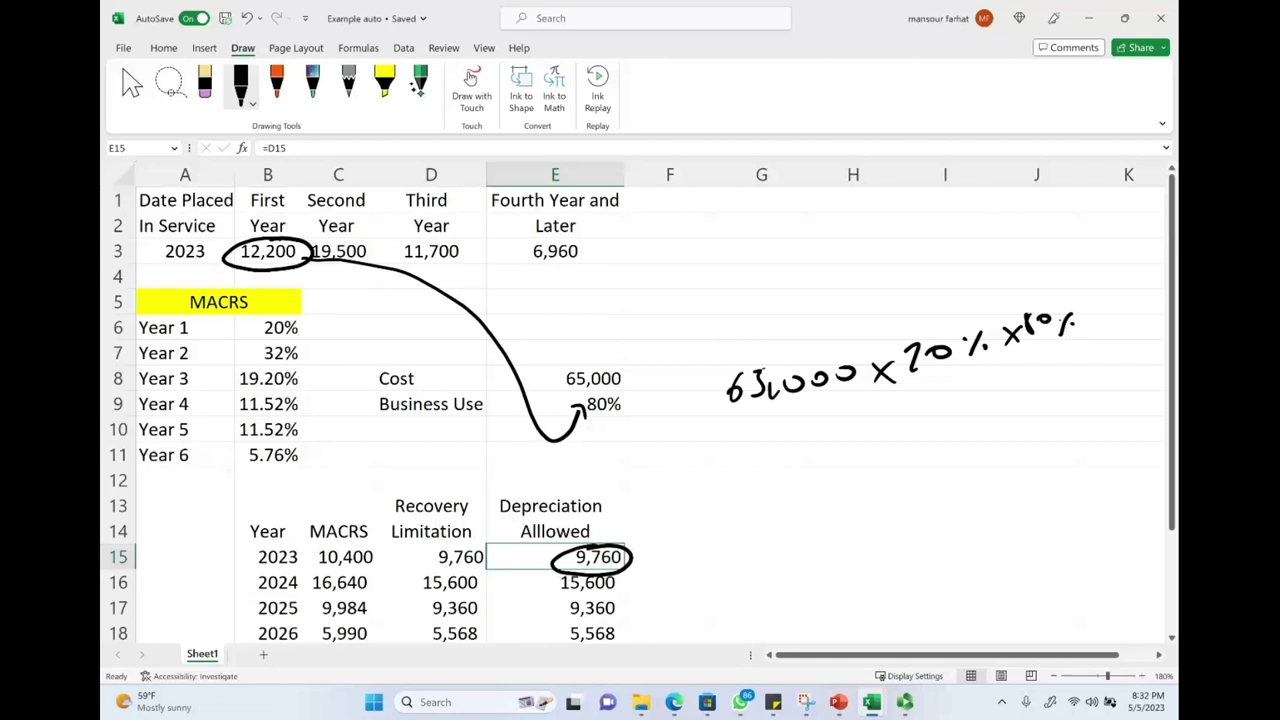 AutoSave On Example auto • Saved Search mansour farhat MF
File Home Insert Draw Page Layout Formulas Data Review View Help Comments Share
Draw with Touch Ink to Shape Ink to Math Ink Replay
Drawing Tools Touch Convert Replay
E15 fx =D15
A B C D E F G H I J K
1 Date Placed First Second Third Fourth Year and
2 In Service Year Year Year Later
3 2023 12,200 19,500 11,700 6,960
4
5 MACRS
6 Year 1 20%
7 Year 2 32%
8 Year 3 19.20% Cost 65,000
65,000 x 20% x 80%
9 Year 4 11.52% Business Use 80%
10 Year 5 11.52%
11 Year 6 5.76%
12
13 Recovery Depreciation
14 Year MACRS Limitation Alllowed
15 2023 10,400 9,760 9,760
16 2024 16,640 15,600 15,600
17 2025 9,984 9,360 9,360
18 2026 5,990 5,568 5,568
Sheet1
Ready Accessibility: Investigate Display Settings 180%
59°F Mostly sunny Search 86 8:32 PM 5/5/2023